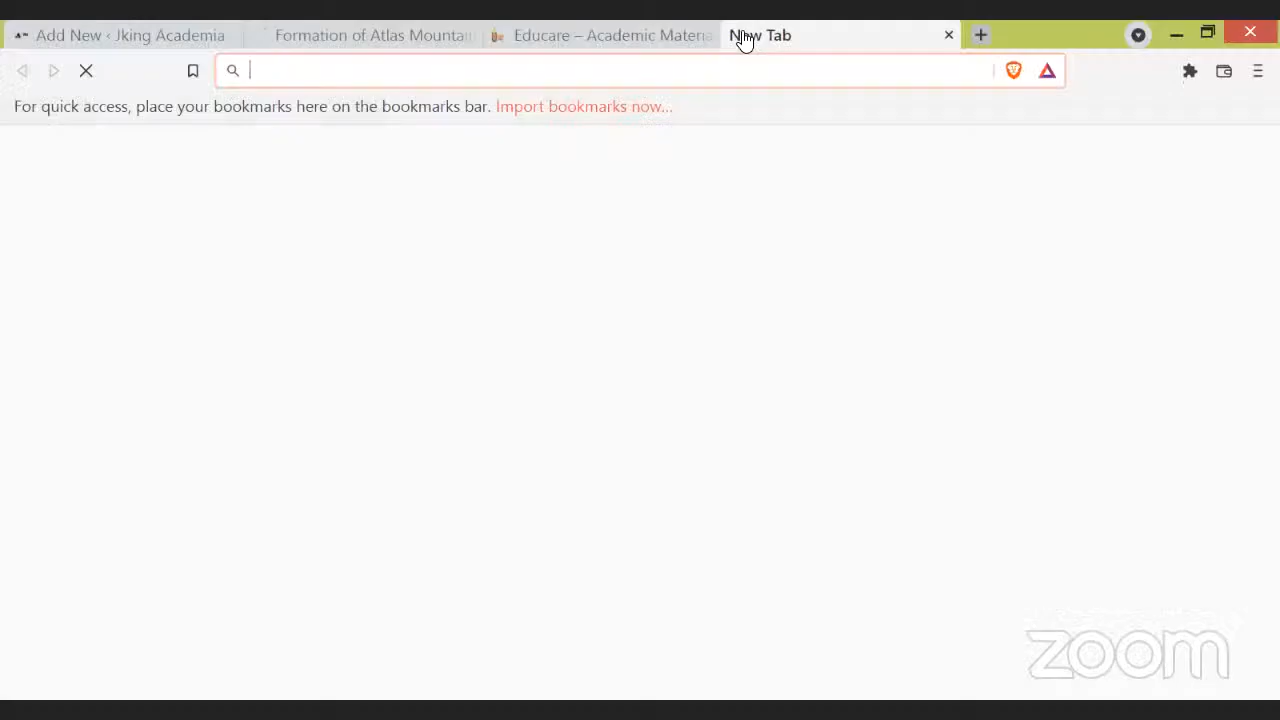 Add New ‹ Jking Academia
Formation of Atlas Mountai
Educare – Academic Materia
New Tab
For quick access, place your bookmarks here on the bookmarks bar. Import bookmarks now...
zoom